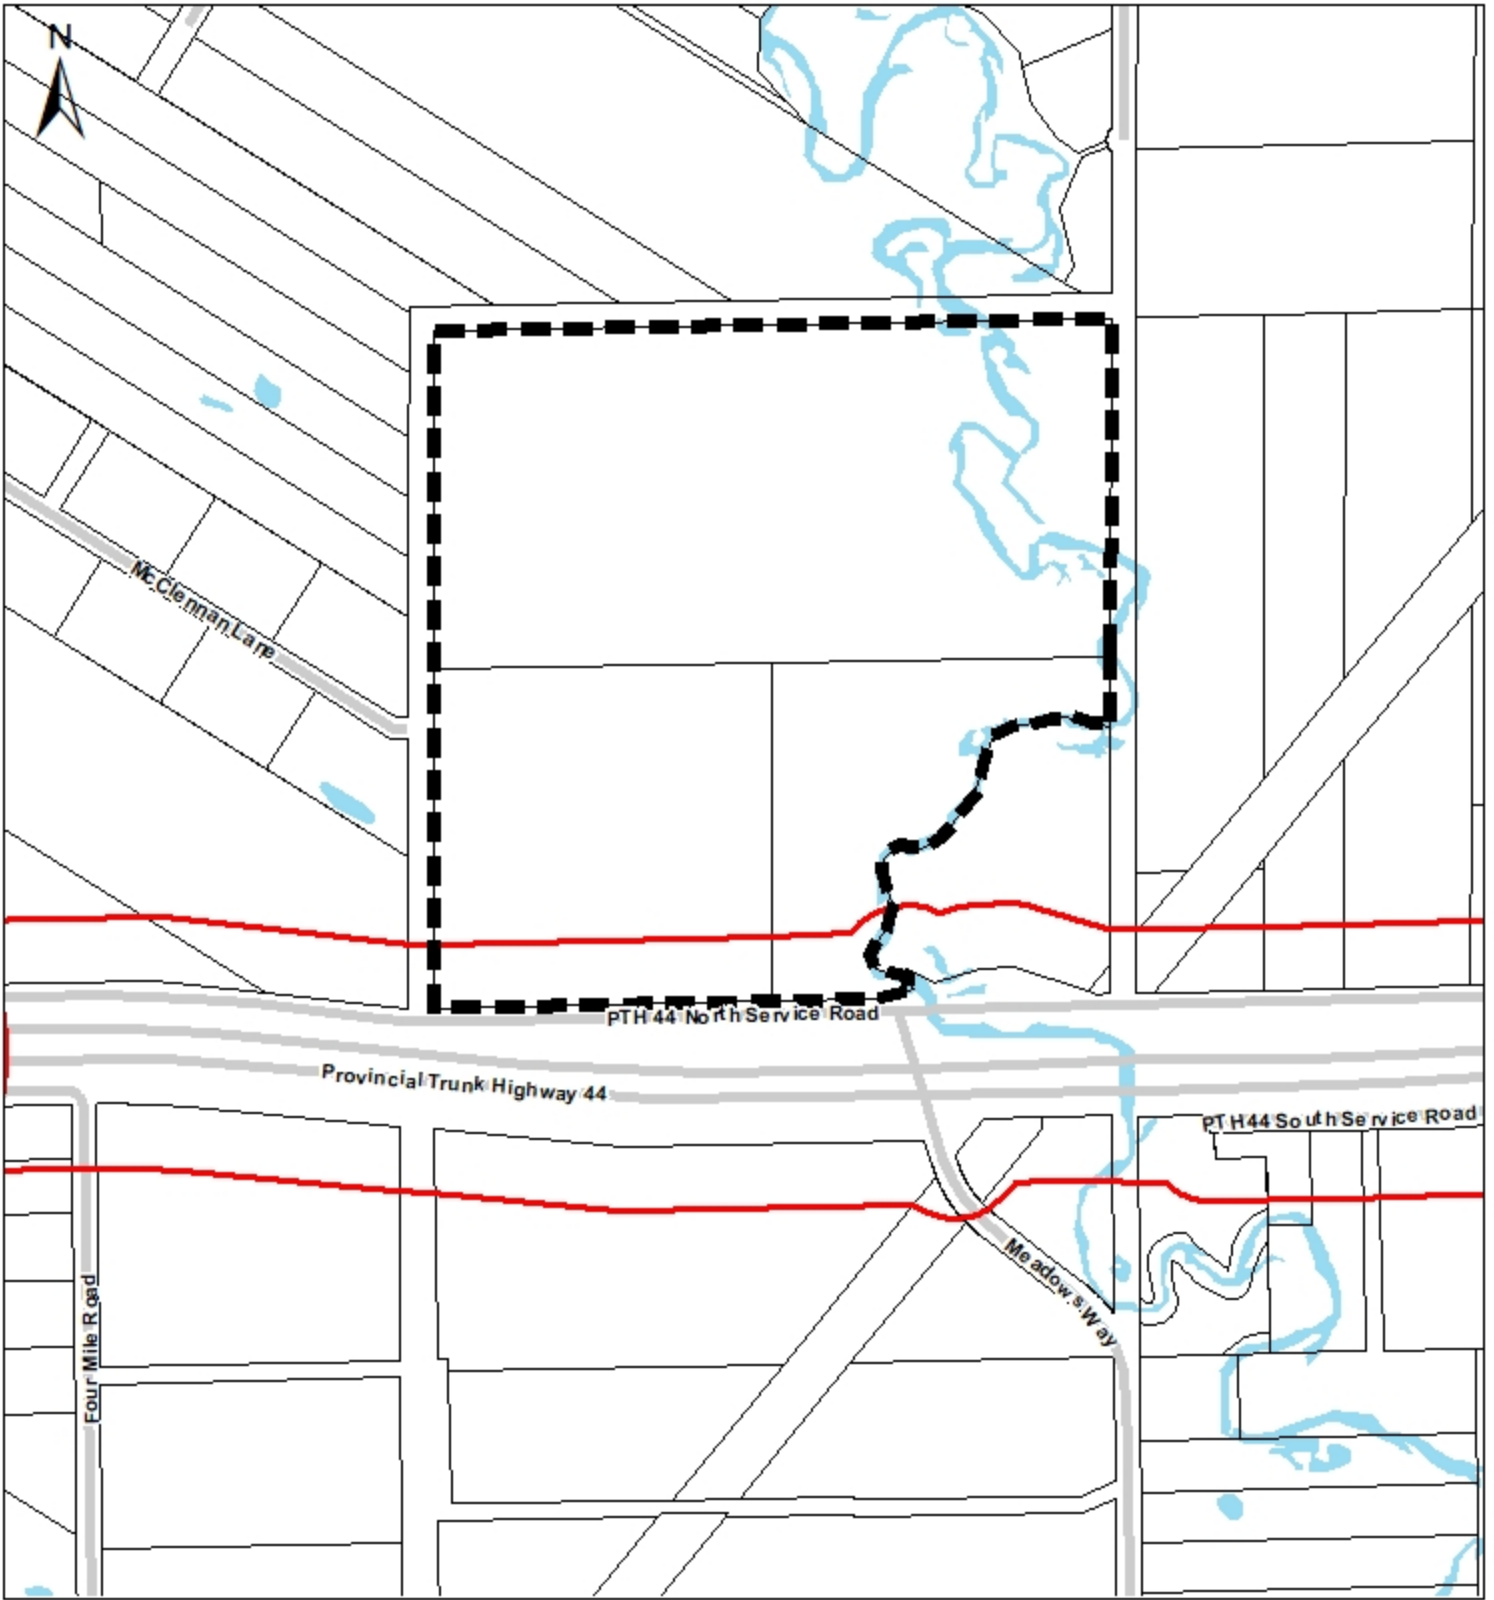 N
McClennan Lane
PTH 44 North Service Road
Provincial Trunk Highway 44
PTH 44 South Service Road
Meadows Way
Four Mile Road